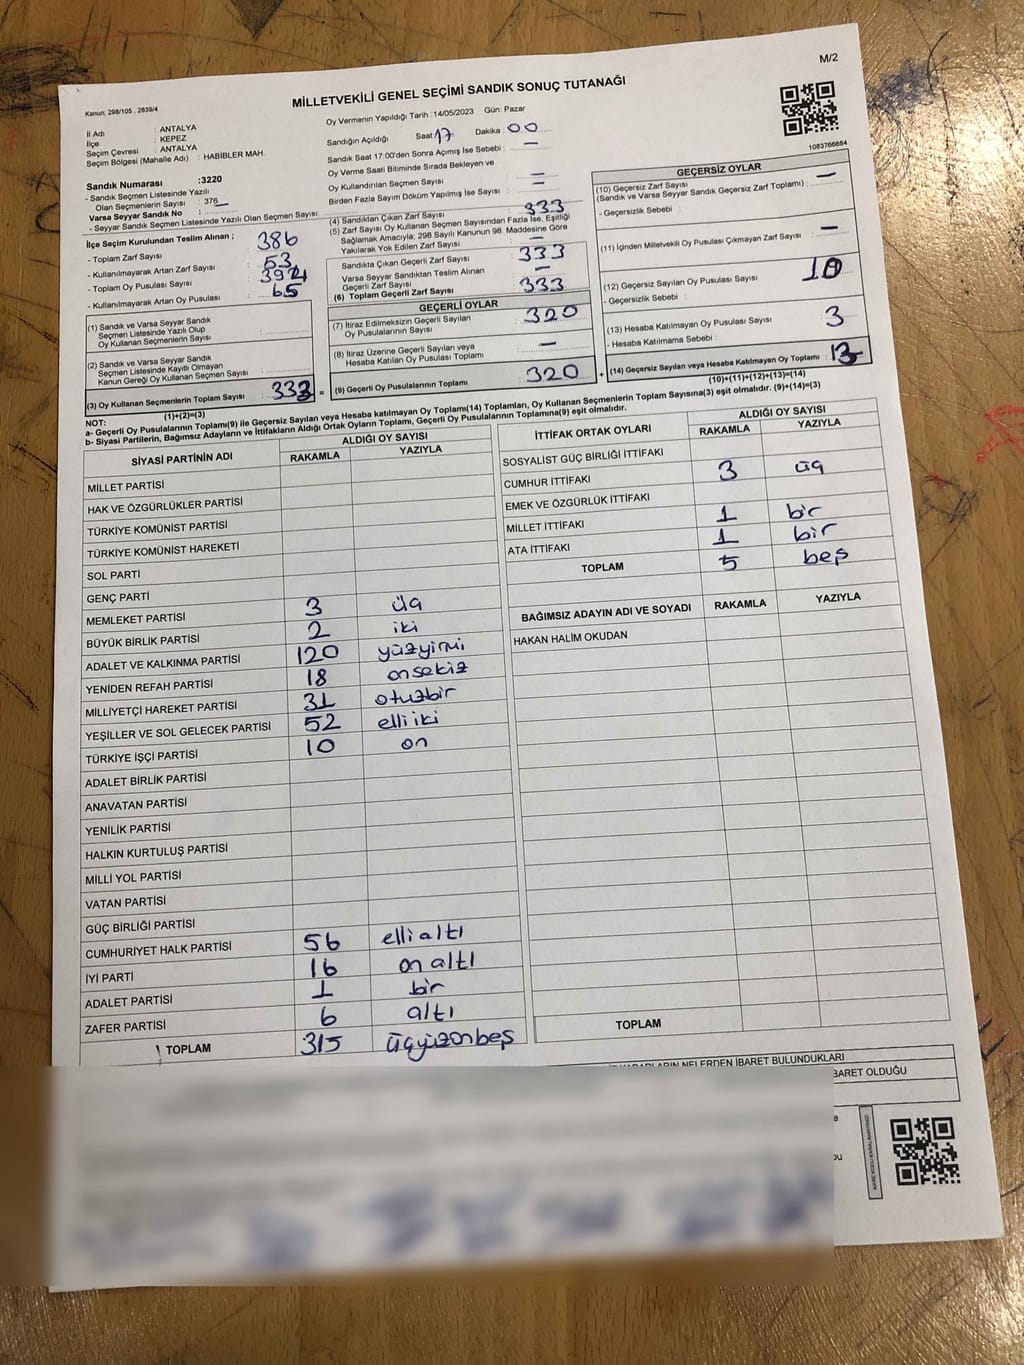 M/2
MİLLETVEKİLİ GENEL SEÇİMİ SANDIK SONUÇ TUTANAĞI
Kanun: 298/105 , 2839/4
İl Adı : ANTALYA
İlçe : KEPEZ
Seçim Çevresi : ANTALYA
Seçim Bölgesi (Mahalle Adı) : HABİBLER MAH.
Sandık Numarası :3220
- Sandık Seçmen Listesinde Yazılı
Olan Seçmenlerin Sayısı : 376
Varsa Seyyar Sandık No :
- Seyyar Sandık Seçmen Listesinde Yazılı Olan Seçmen Sayısı:
İlçe Seçim Kurulundan Teslim Alınan ;
- Toplam Zarf Sayısı : 386
- Kullanılmayarak Artan Zarf Sayısı : 53
- Toplam Oy Pusulası Sayısı :
- Kullanılmayarak Artan Oy Pusulası : 65
(1) Sandık ve Varsa Seyyar Sandık
Seçmen Listesinde Yazılı Olup
Oy Kullanan Seçmenlerin Sayısı :
(2) Sandık ve Varsa Seyyar Sandık
Seçmen Listesinde Kayıtlı Olmayan
Kanun Gereği Oy Kullanan Seçmen Sayısı :
(3) Oy Kullanan Seçmenlerin Toplam Sayısı : 333 =
(1)+(2)=(3)
Oy Vermenin Yapıldığı Tarih :14/05/2023 Gün: Pazar
Sandığın Açıldığı Saat: 17 Dakika : 00
Sandık Saat 17:00'den Sonra Açımış İse Sebebi : —
Oy Verme Saati Bitiminde Sırada Bekleyen ve
Oy Kullandırılan Seçmen Sayısı : —
Birden Fazla Sayım Döküm Yapılmış İse Sayısı : —
(4) Sandıktan Çıkan Zarf Sayısı : 333
(5) Zarf Sayısı Oy Kullanan Seçmen Sayısından Fazla İse, Eşitliği
Sağlamak Amacıyla; 298 Sayılı Kanunun 98. Maddesine Göre
Yakılarak Yok Edilen Zarf Sayısı : —
Sandıkta Çıkan Geçerli Zarf Sayısı : 333
Varsa Seyyar Sandıktan Teslim Alınan
Geçerli Zarf Sayısı : —
(6) Toplam Geçerli Zarf Sayısı : 333
GEÇERLİ OYLAR
(7) İtiraz Edilmeksizin Geçerli Sayılan
Oy Pusulalarının Sayısı : 320
(8) İtiraz Üzerine Geçerli Sayılan veya
Hesaba Katılan Oy Pusulası Toplamı : —
(9) Geçerli Oy Pusulalarının Toplamı : 320 +
1083766684
GEÇERSİZ OYLAR
(10) Geçersiz Zarf Sayısı
(Sandık ve Varsa Seyyar Sandık Geçersiz Zarf Toplamı) : —
- Geçersizlik Sebebi :
(11) İçinden Milletvekili Oy Pusulası Çıkmayan Zarf Sayısı : —
(12) Geçersiz Sayılan Oy Pusulası Sayısı : 10
- Geçersizlik Sebebi :
(13) Hesaba Katılmayan Oy Pusulası Sayısı : 3
- Hesaba Katılmama Sebebi :
(14) Geçersiz Sayılan veya Hesaba Katılmayan Oy Toplamı : 13
(10)+(11)+(12)+(13)=(14)
NOT:
a- Geçerli Oy Pusulalarının Toplamı(9) ile Geçersiz Sayılan veya Hesaba katılmayan Oy Toplamı(14) Toplamları, Oy Kullanan Seçmenlerin Toplam Sayısına(3) eşit olmalıdır. (9)+(14)=(3)
b- Siyasi Partilerin, Bağımsız Adayların ve İttifakların Aldığı Ortak Oyların Toplamı, Geçerli Oy Pusulalarının Toplamına(9) eşit olmalıdır.
SİYASİ PARTİNİN ADI ALDIĞI OY SAYISI
RAKAMLA YAZIYLA
MİLLET PARTİSİ
HAK VE ÖZGÜRLÜKLER PARTİSİ
TÜRKİYE KOMÜNİST PARTİSİ
TÜRKİYE KOMÜNİST HAREKETİ
SOL PARTİ
GENÇ PARTİ
MEMLEKET PARTİSİ 3 üç
BÜYÜK BİRLİK PARTİSİ 2 iki
ADALET VE KALKINMA PARTİSİ 120 yüzyirmi
YENİDEN REFAH PARTİSİ 18 onsekiz
MİLLİYETÇİ HAREKET PARTİSİ 31 otuzbir
YEŞİLLER VE SOL GELECEK PARTİSİ 52 elli iki
TÜRKİYE İŞÇİ PARTİSİ 10 on
ADALET BİRLİK PARTİSİ
ANAVATAN PARTİSİ
YENİLİK PARTİSİ
HALKIN KURTULUŞ PARTİSİ
MİLLİ YOL PARTİSİ
VATAN PARTİSİ
GÜÇ BİRLİĞİ PARTİSİ
CUMHURİYET HALK PARTİSİ 56 elli altı
İYİ PARTİ 16 on altı
ADALET PARTİSİ 1 bir
ZAFER PARTİSİ 6 altı
TOPLAM 315 üçyüzonbeş
İTTİFAK ORTAK OYLARI ALDIĞI OY SAYISI
RAKAMLA YAZIYLA
SOSYALİST GÜÇ BİRLİĞİ İTTİFAKI
CUMHUR İTTİFAKI 3 üç
EMEK VE ÖZGÜRLÜK İTTİFAKI
MİLLET İTTİFAKI 1 bir
ATA İTTİFAKI 1 bir
TOPLAM 5 beş
BAĞIMSIZ ADAYIN ADI VE SOYADI RAKAMLA YAZIYLA
HAKAN HALİM OKUDAN
TOPLAM
NELERDEN İBARET BULUNDUKLARI
BARET OLDUĞU